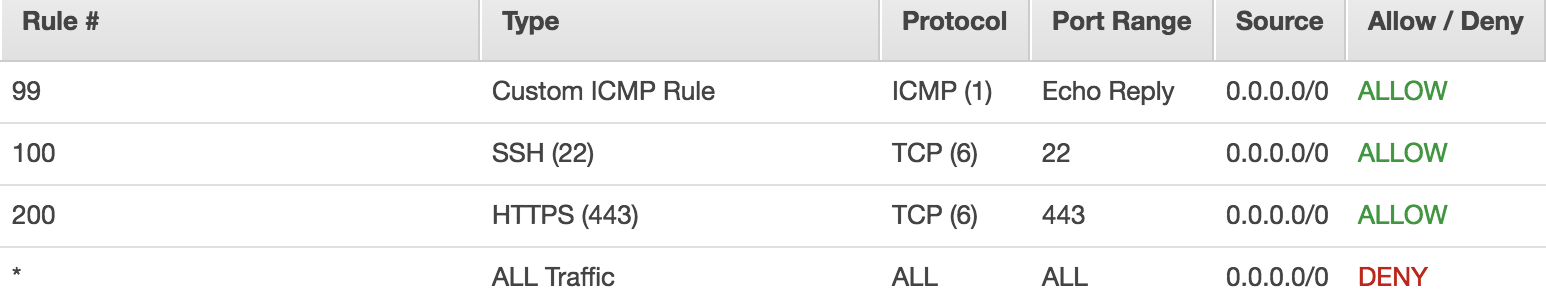 Rule # Type Protocol Port Range Source Allow / Deny
99 Custom ICMP Rule ICMP (1) Echo Reply 0.0.0.0/0 ALLOW
100 SSH (22) TCP (6) 22 0.0.0.0/0 ALLOW
200 HTTPS (443) TCP (6) 443 0.0.0.0/0 ALLOW
* ALL Traffic ALL ALL 0.0.0.0/0 DENY